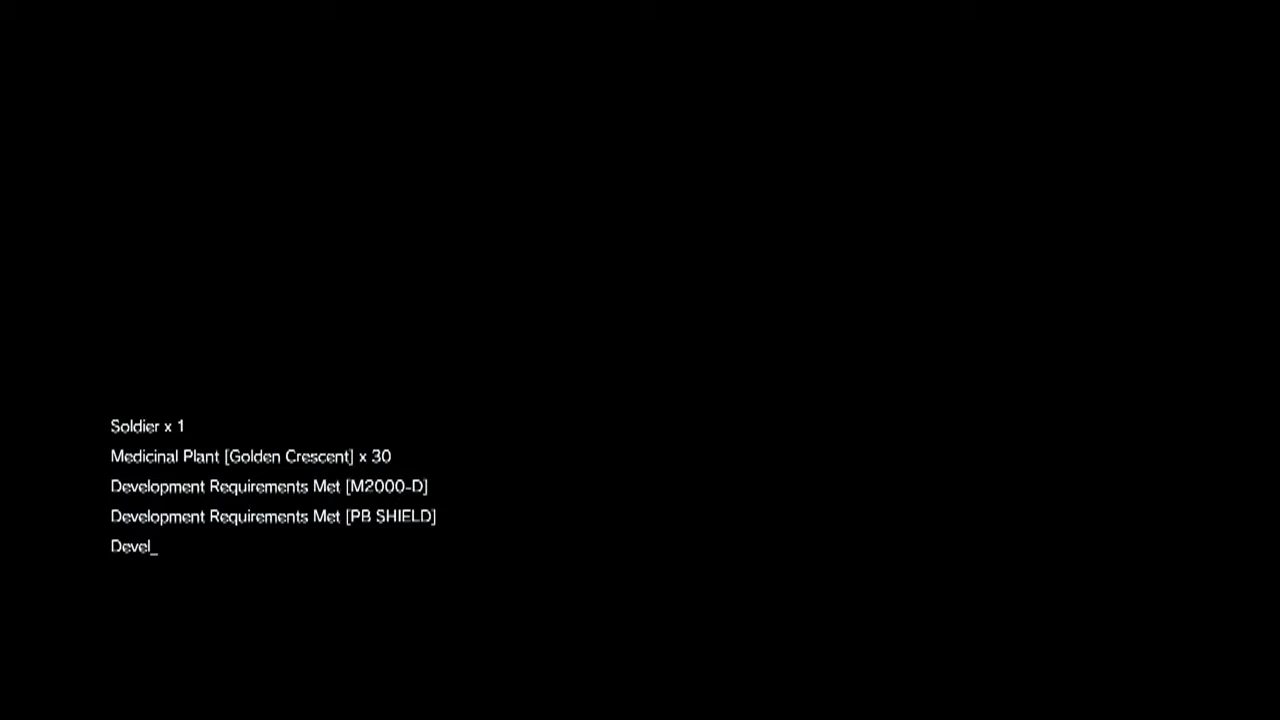 Soldier x 1
Medicinal Plant [Golden Crescent] x 30
Development Requirements Met [M2000-D]
Development Requirements Met [PB SHIELD]
Devel_